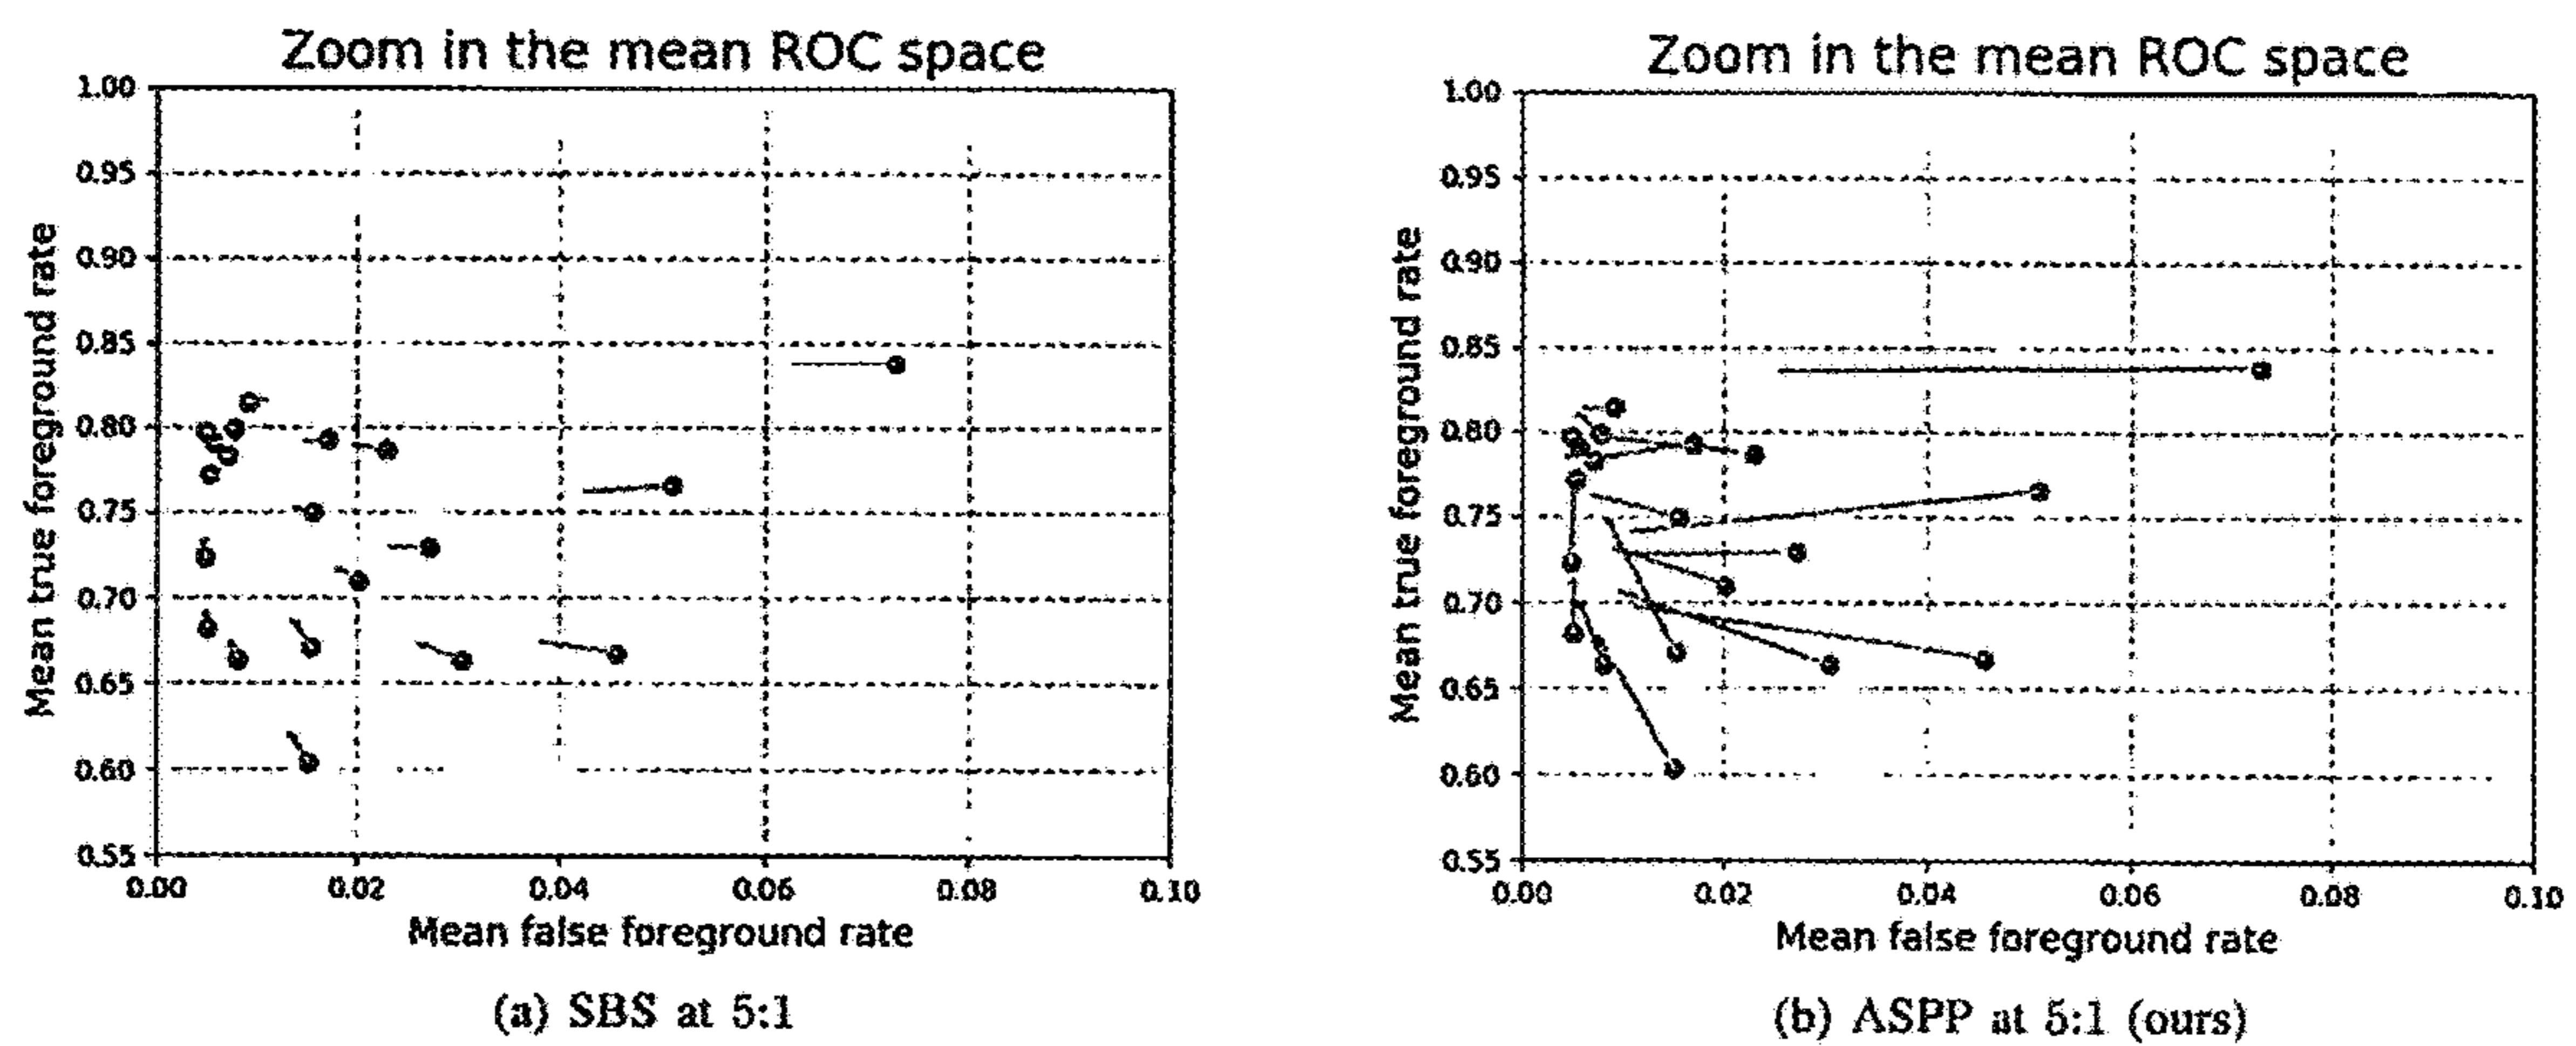 Zoom in the mean ROC space
1.00
0.95
0.90
0.85
0.80
0.75
0.70
0.65
0.60
0.55
Mean true foreground rate
0.00 0.02 0.04 0.06 0.08 0.10
Mean false foreground rate
(a) SBS at 5:1
Zoom in the mean ROC space
1.00
0.95
0.90
0.85
0.80
0.75
0.70
0.65
0.60
0.55
Mean true foreground rate
0.00 0.02 0.04 0.06 0.08 0.10
Mean false foreground rate
(b) ASPP at 5:1 (ours)